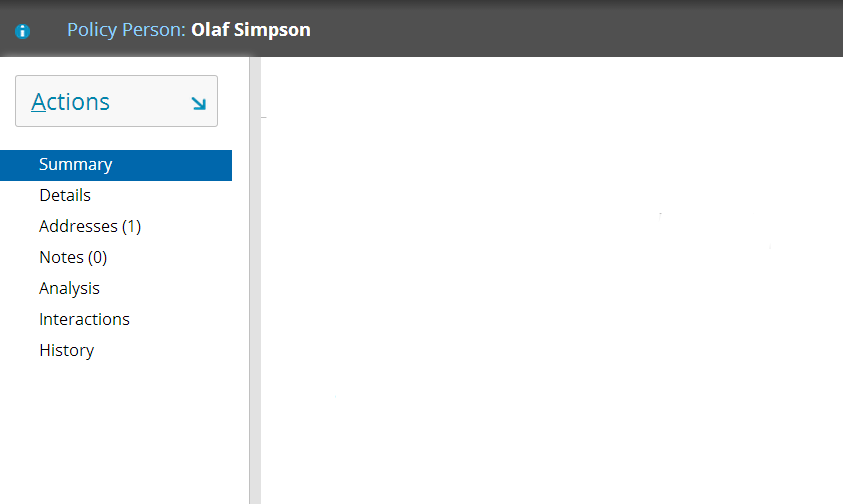 Policy Person: Olaf Simpson
Actions
Summary
Details
Addresses (1)
Notes (0)
Analysis
Interactions
History